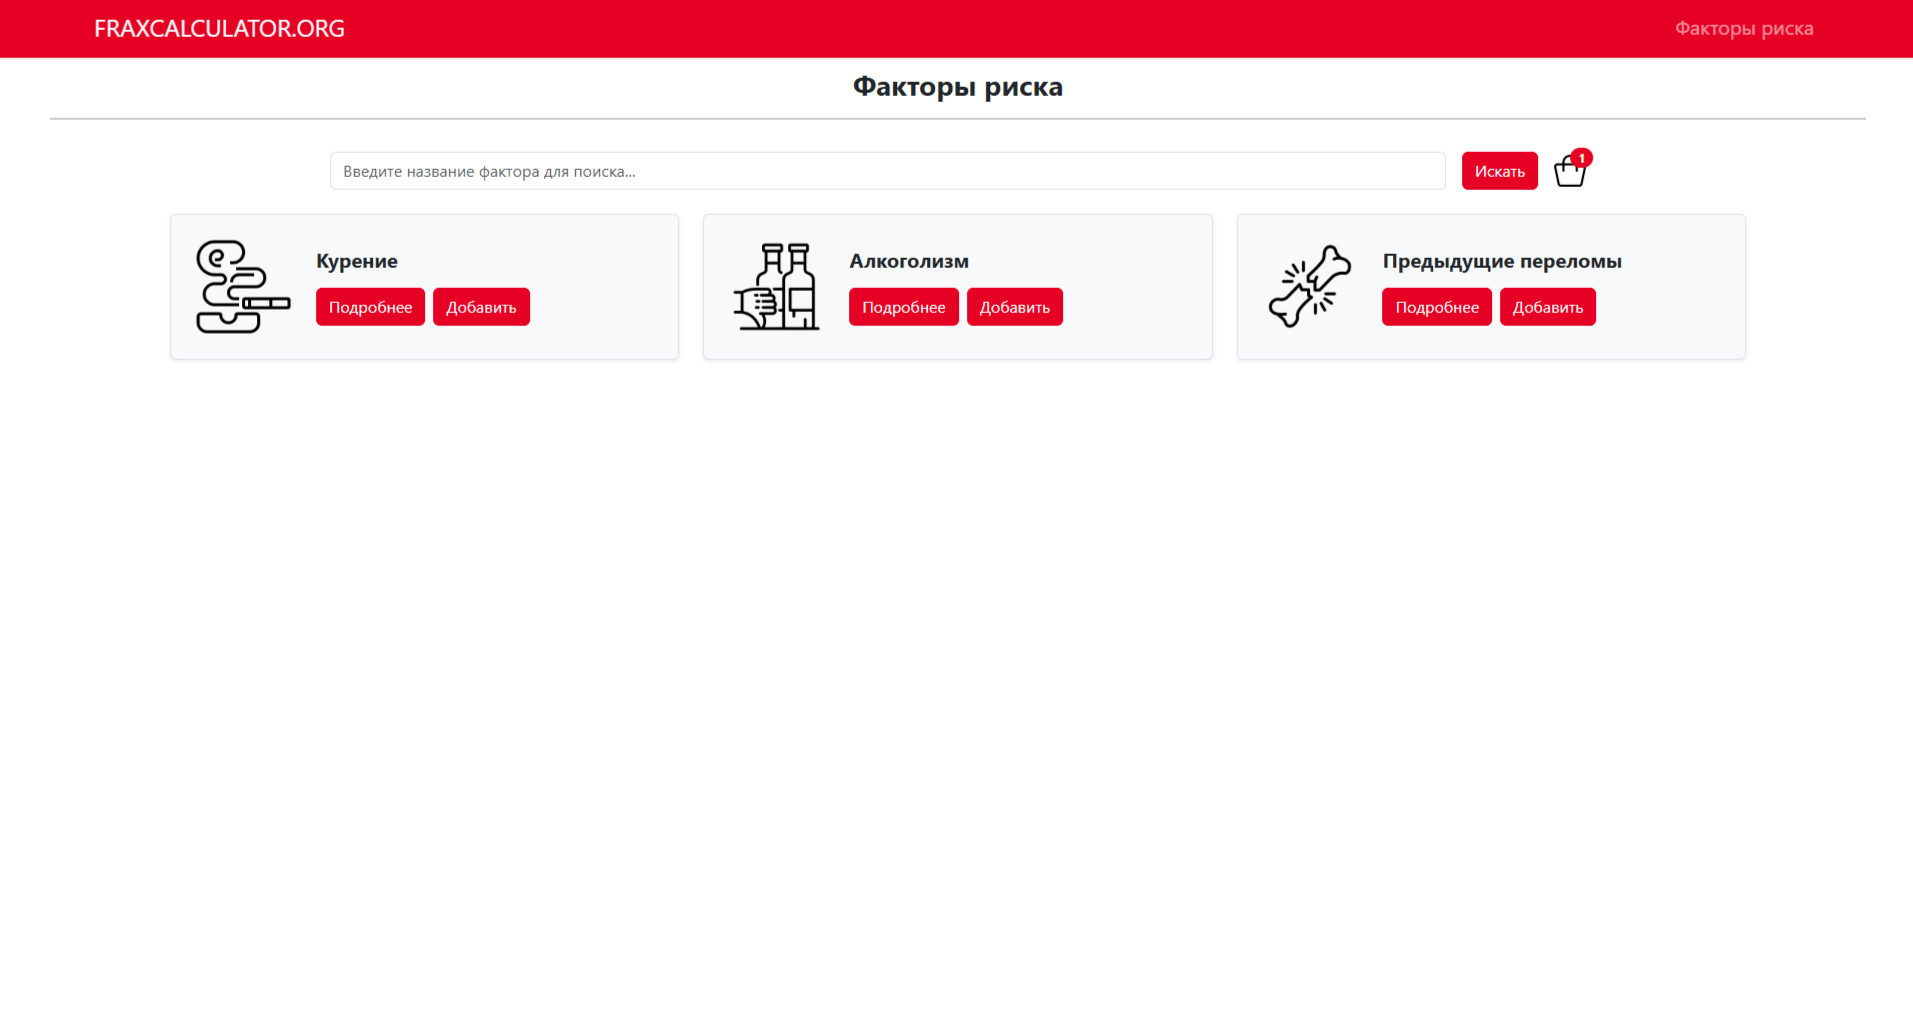 FRAXCALCULATOR.ORG
Факторы риска
Факторы риска
Введите название фактора для поиска...
Искать
1
Курение
Подробнее
Добавить
Алкоголизм
Подробнее
Добавить
Предыдущие переломы
Подробнее
Добавить